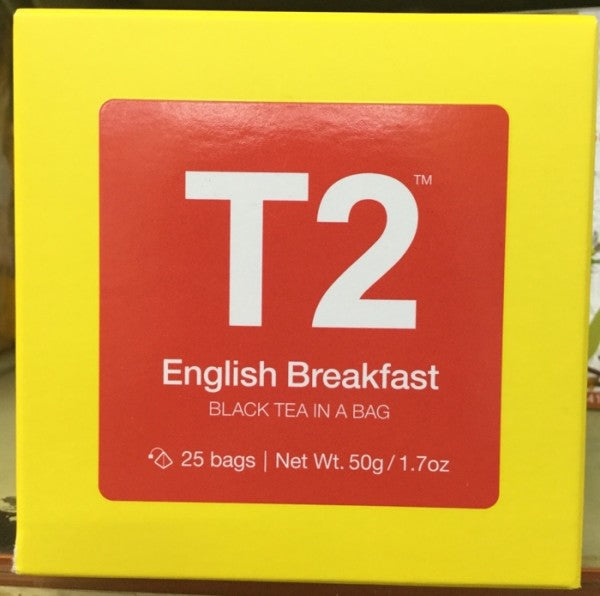 T2™
English Breakfast
BLACK TEA IN A BAG
25 bags | Net Wt. 50g / 1.7oz